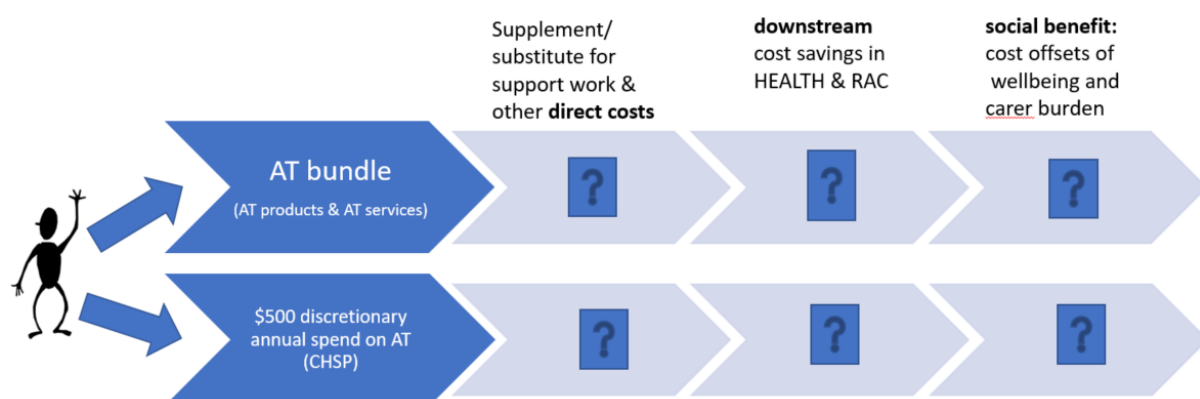 Supplement/
substitute for
support work &
other direct costs
downstream
cost savings in
HEALTH & RAC
social benefit:
cost offsets of
wellbeing and
carer burden
AT bundle
(AT products & AT services)
?
?
?
$500 discretionary
annual spend on AT
(CHSP)
?
?
?